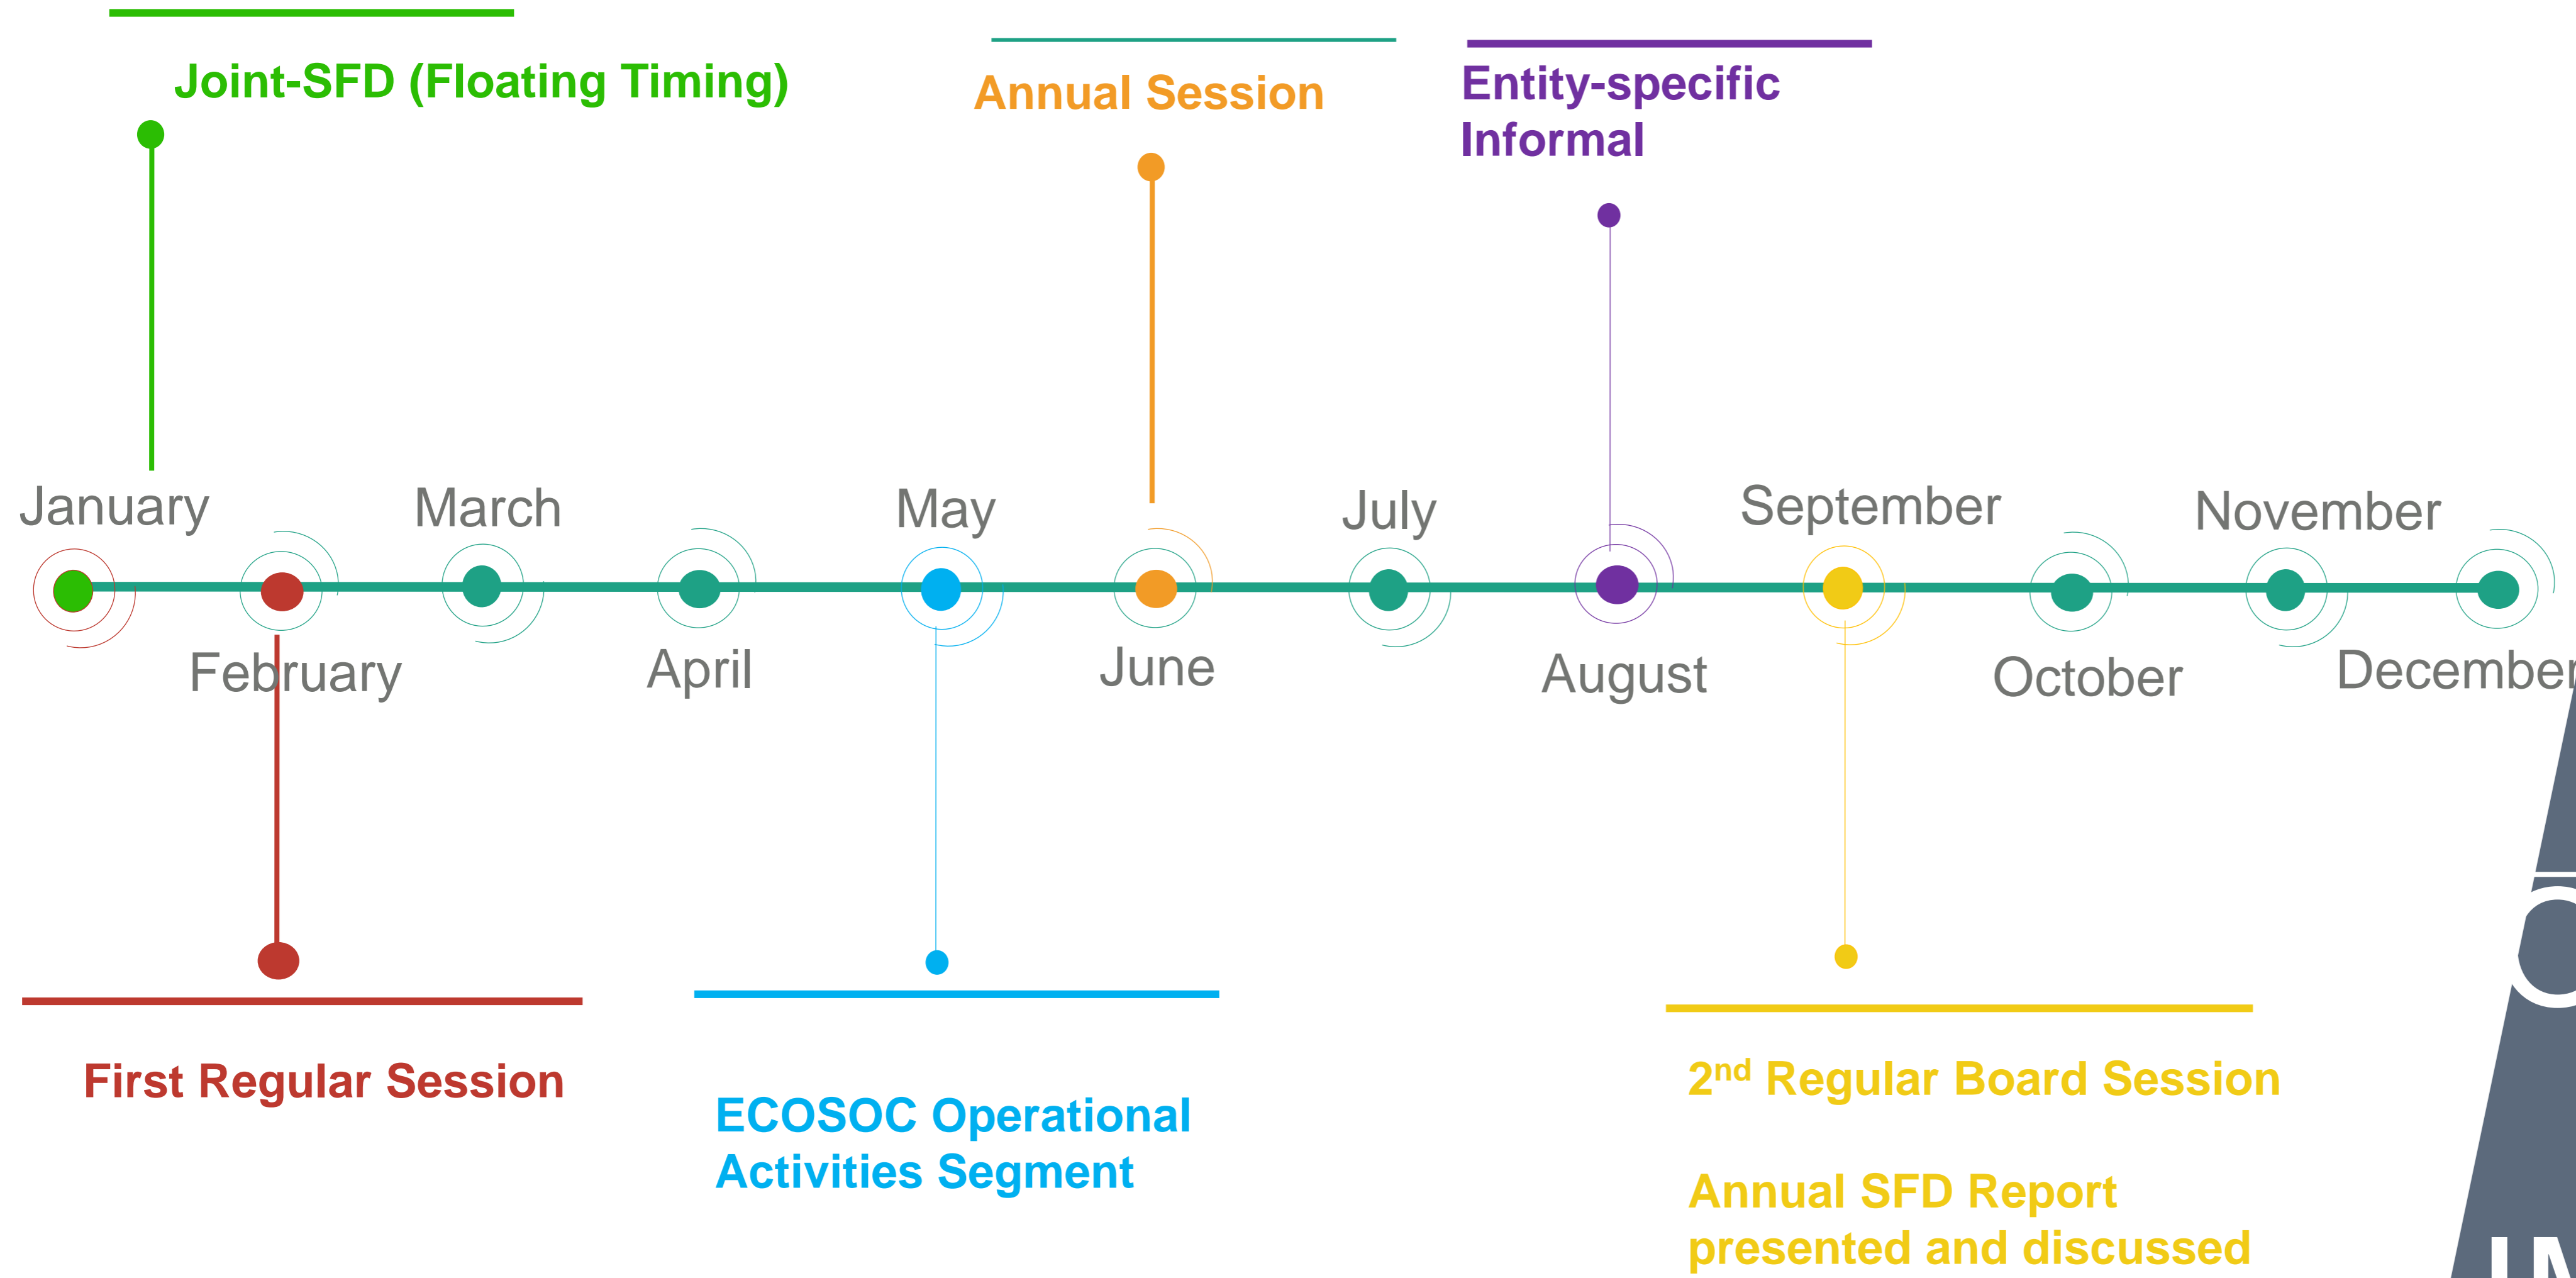 Joint-SFD (Floating Timing)
Annual Session
Entity-specific
Informal
January
March
May
July
September
November
February
April
June
August
October
December
First Regular Session
ECOSOC Operational
Activities Segment
2nd Regular Board Session
Annual SFD Report
presented and discussed